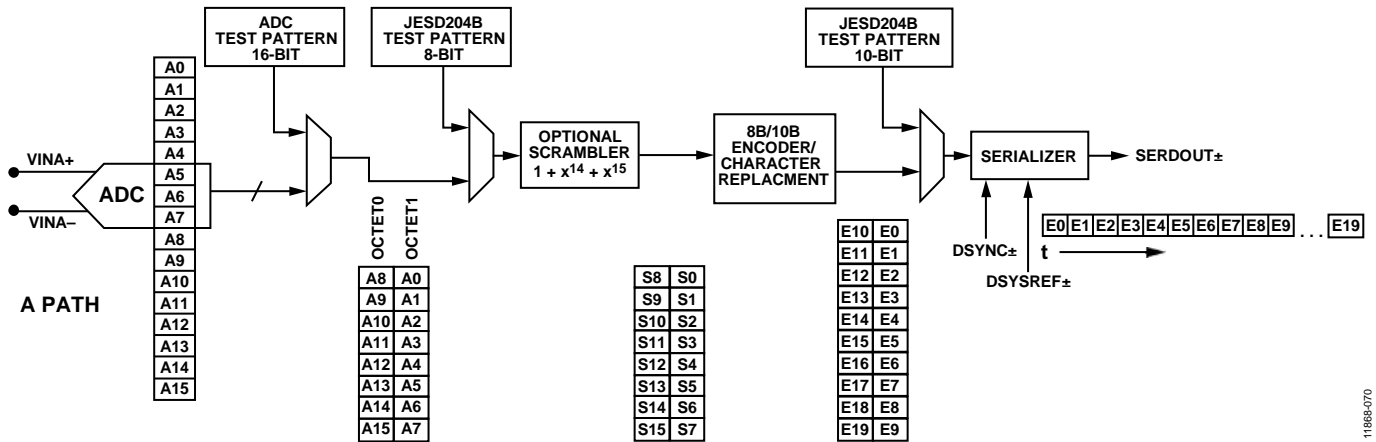 ADC
TEST PATTERN
16-BIT
JESD204B
TEST PATTERN
8-BIT
JESD204B
TEST PATTERN
10-BIT
A0
A1
A2
A3
A4
A5
A6
A7
A8
A9
A10
A11
A12
A13
A14
A15
VINA+
ADC
VINA–
A PATH
OPTIONAL
SCRAMBLER
1 + x14 + x15
8B/10B
ENCODER/
CHARACTER
REPLACMENT
SERIALIZER
SERDOUT±
DSYNC±
DSYSREF±
E0 E1 E2 E3 E4 E5 E6 E7 E8 E9 . . . E19
t
OCTET0
OCTET1
A8 A0
A9 A1
A10 A2
A11 A3
A12 A4
A13 A5
A14 A6
A15 A7
S8 S0
S9 S1
S10 S2
S11 S3
S12 S4
S13 S5
S14 S6
S15 S7
E10 E0
E11 E1
E12 E2
E13 E3
E14 E4
E15 E5
E16 E6
E17 E7
E18 E8
E19 E9
11868-070